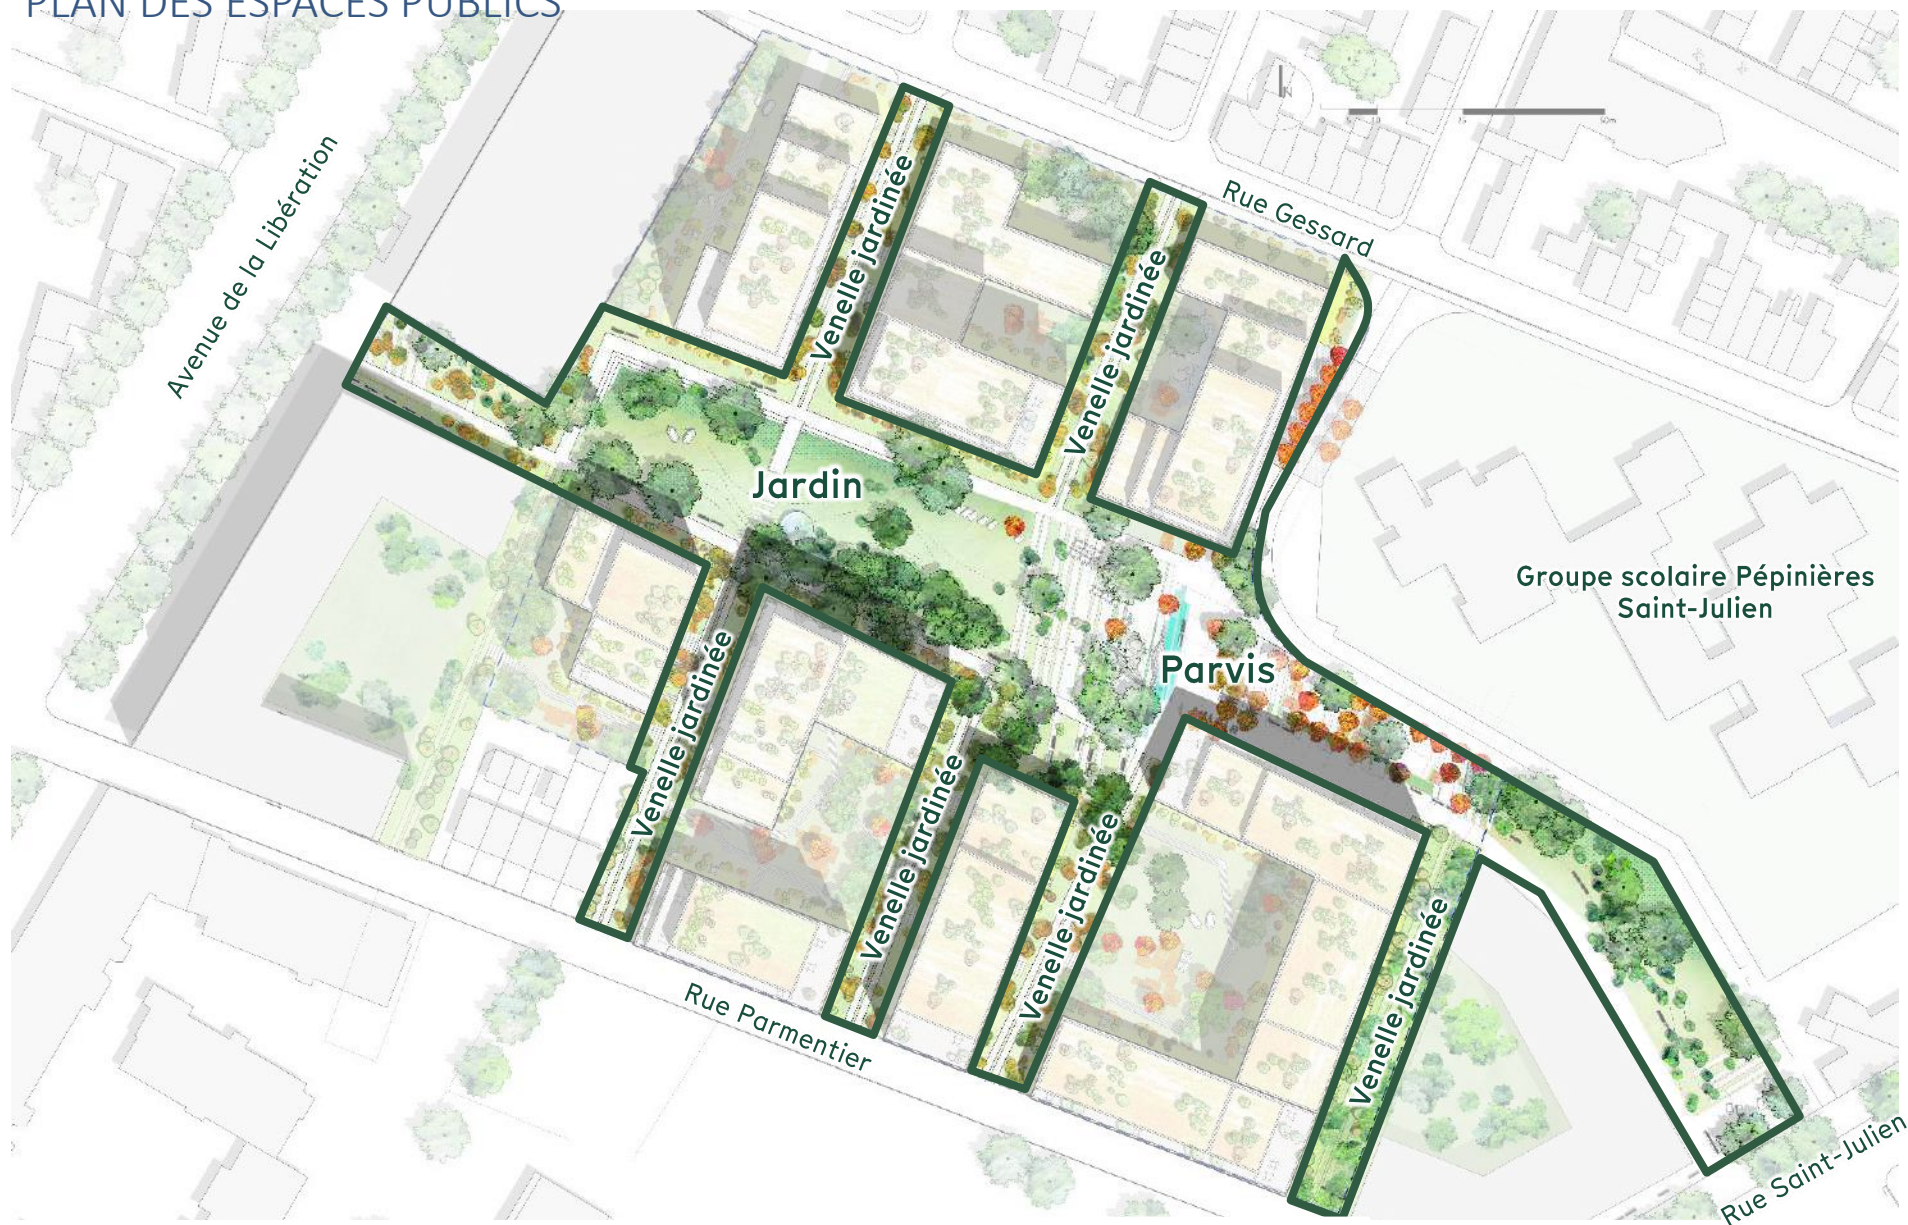 PLAN DES ESPACES PUBLICS
N
Avenue de la Libération
Rue Gessard
Venelle jardinée
Venelle jardinée
Jardin
Groupe scolaire Pépinières
Saint-Julien
Parvis
Venelle jardinée
Venelle jardinée
Venelle jardinée
Venelle jardinée
Rue Parmentier
Rue Saint-Julien